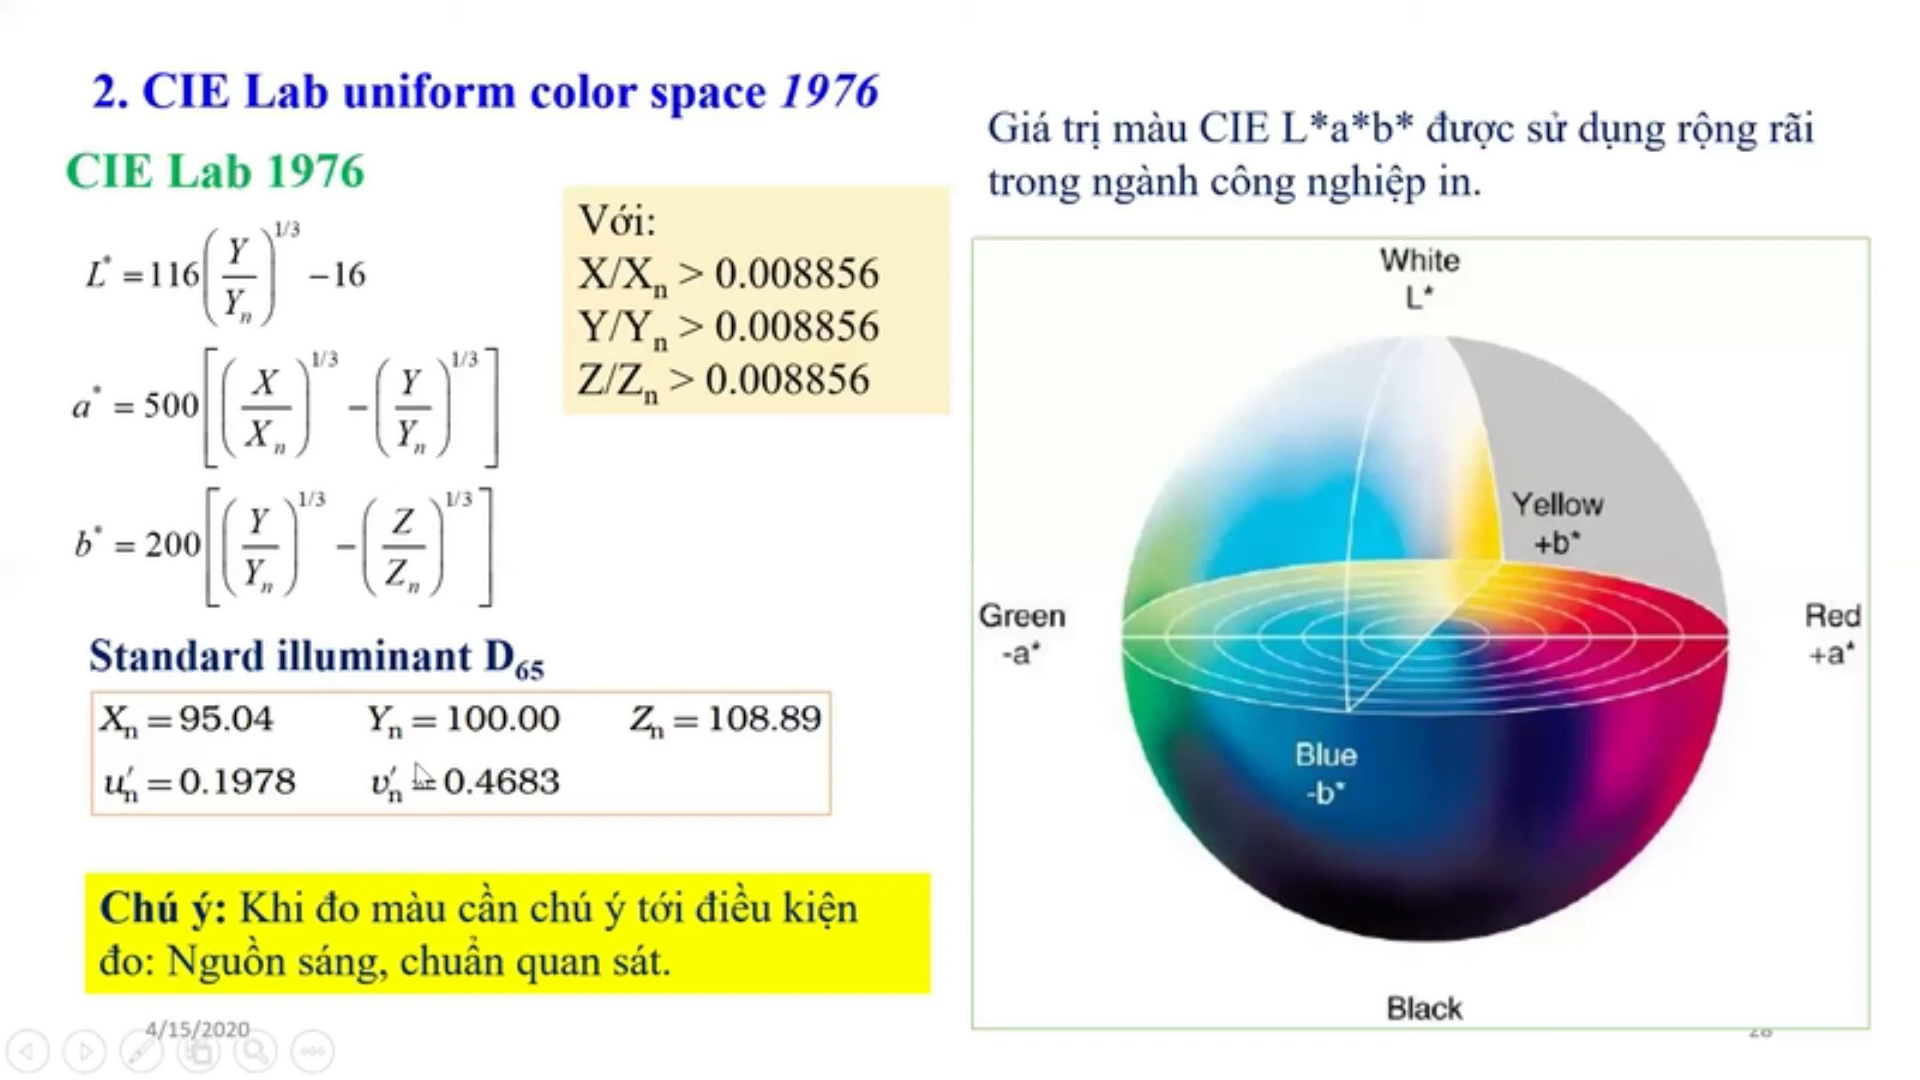 2. CIE Lab uniform color space 1976
CIE Lab 1976
L* = 116(Y/Yn)^1/3 − 16
a* = 500[(X/Xn)^1/3 − (Y/Yn)^1/3]
b* = 200[(Y/Yn)^1/3 − (Z/Zn)^1/3]
Với:
X/Xn > 0.008856
Y/Yn > 0.008856
Z/Zn > 0.008856
Standard illuminant D65
Xn = 95.04 Yn = 100.00 Zn = 108.89
u′n = 0.1978 v′n = 0.4683
Chú ý: Khi đo màu cần chú ý tới điều kiện
đo: Nguồn sáng, chuẩn quan sát.
4/15/2020
Giá trị màu CIE L*a*b* được sử dụng rộng rãi
trong ngành công nghiệp in.
White
L*
Yellow
+b*
Green
-a*
Red
+a*
Blue
-b*
Black
28